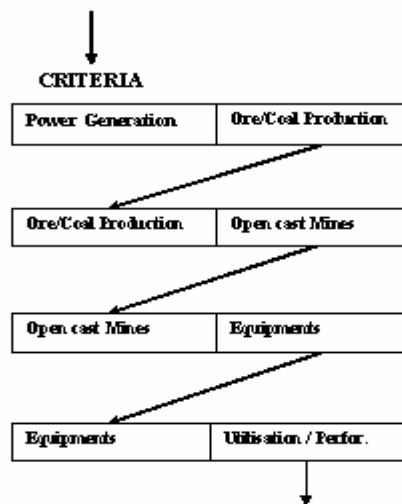 CRITERIA
Power Generation Ore/Coal Production
Ore/Coal Production Open cast Mines
Open cast Mines Equipments
Equipments Utilisation / Perfor.